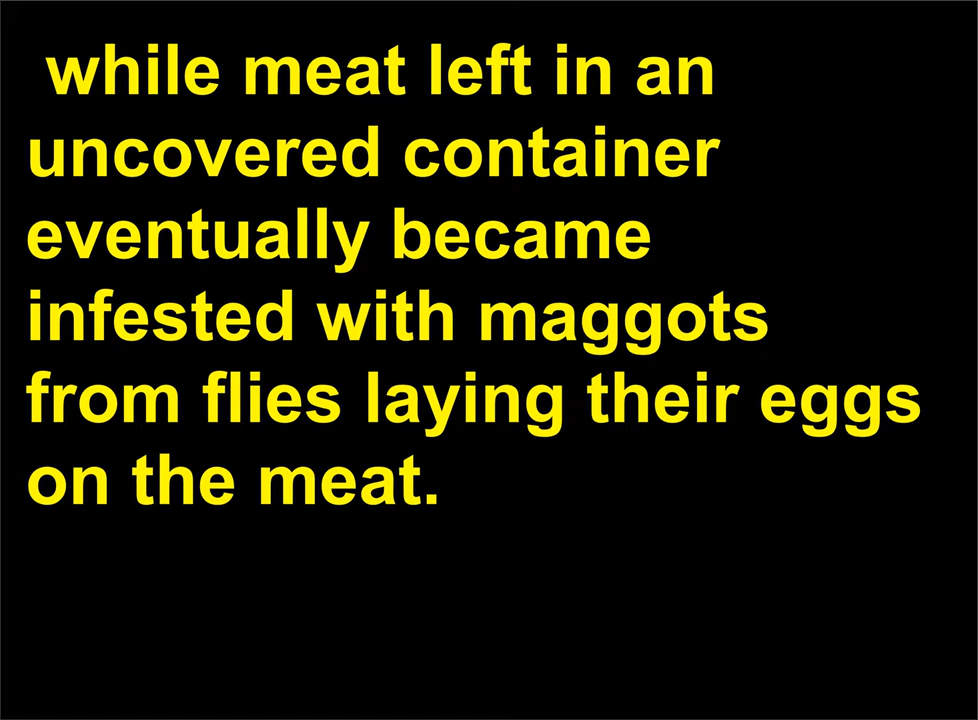 while meat left in an
uncovered container
eventually became
infested with maggots
from flies laying their eggs
on the meat.